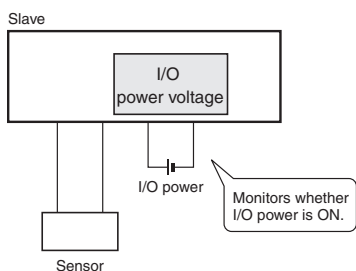 Slave
I/O
power voltage
I/O power
Monitors whether
I/O power is ON.
Sensor